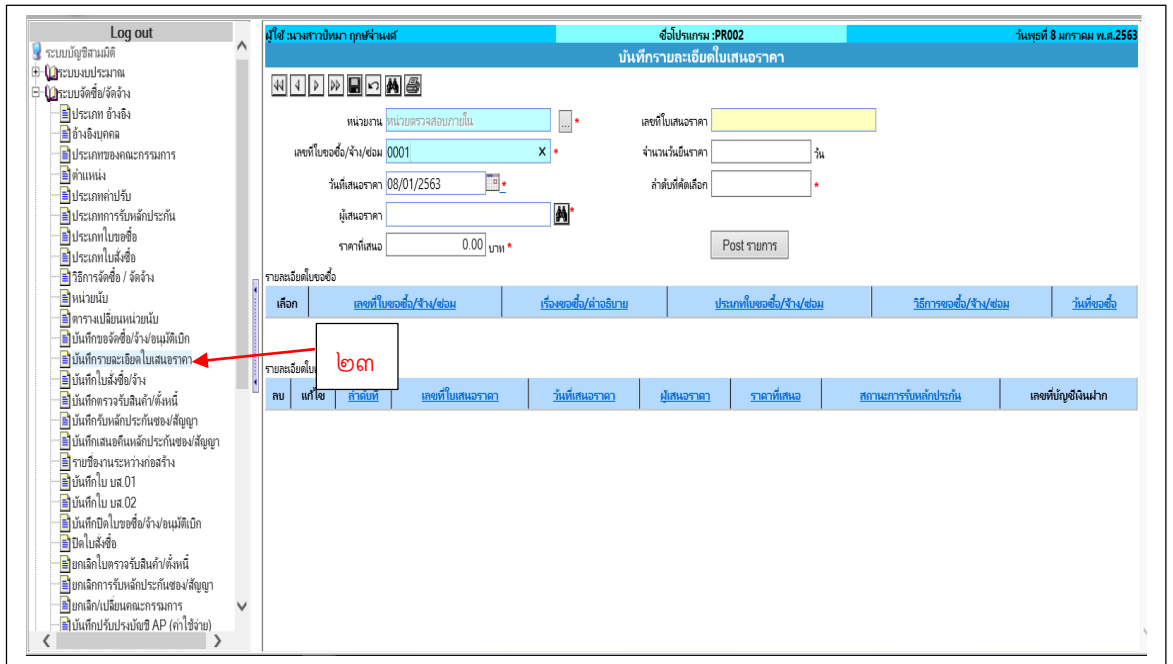 Log out
ระบบบัญชีสามมิติ
ระบบงบประมาณ
ระบบจัดซื้อ/จัดจ้าง
ประเภท อ้างอิง
อ้างอิงบุคคล
ประเภทของคณะกรรมการ
ตำแหน่ง
ประเภทค่าปรับ
ประเภทการรับหลักประกัน
ประเภทใบขอซื้อ
ประเภทใบสั่งซื้อ
วิธีการจัดซื้อ / จัดจ้าง
หน่วยนับ
ตารางเปลี่ยนหน่วยนับ
บันทึกขอจัดซื้อ/จ้าง/อนุมัติเบิก
บันทึกรายละเอียดใบเสนอราคา
บันทึกใบสั่งซื้อ/จ้าง
บันทึกตรวจรับสินค้า/ตั้งหนี้
บันทึกรับหลักประกันซอง/สัญญา
บันทึกเสนอคืนหลักประกันซอง/สัญญา
รายชื่องานระหว่างก่อสร้าง
บันทึกใบ บส.01
บันทึกใบ บส.02
บันทึกปิดใบขอซื้อ/จ้าง/อนุมัติเบิก
ปิดใบสั่งซื้อ
ยกเลิกใบตรวจรับสินค้า/ตั้งหนี้
ยกเลิกการรับหลักประกันซอง/สัญญา
ยกเลิก/เปลี่ยนคณะกรรมการ
บันทึกปรับปรุงบัญชี AP (ค่าใช้จ่าย)
ผู้ใช้ :นางสาวปัทมา ฤกษ์จำนงค์ ชื่อโปรแกรม :PR002 วันพุธที่ 8 มกราคม พ.ศ.2563
บันทึกรายละเอียดใบเสนอราคา
หน่วยงาน หน่วยตรวจสอบภายใน ... * เลขที่ใบเสนอราคา
เลขที่ใบขอซื้อ/จ้าง/ซ่อม 0001 X * จำนวนวันยืนราคา วัน
วันที่เสนอราคา 08/01/2563 * ลำดับที่คัดเลือก *
ผู้เสนอราคา *
ราคาที่เสนอ 0.00 บาท * Post รายการ
รายละเอียดใบขอซื้อ
เลือก เลขที่ใบขอซื้อ/จ้าง/ซ่อม เรื่องขอซื้อ/คำอธิบาย ประเภทใบขอซื้อ/จ้าง/ซ่อม วิธีการขอซื้อ/จ้าง/ซ่อม วันที่ขอซื้อ
๒๓
ลบ แก้ไข ลำดับที่ เลขที่ใบเสนอราคา วันที่เสนอราคา ผู้เสนอราคา ราคาที่เสนอ สถานะการรับหลักประกัน เลขที่บัญชีเงินฝาก